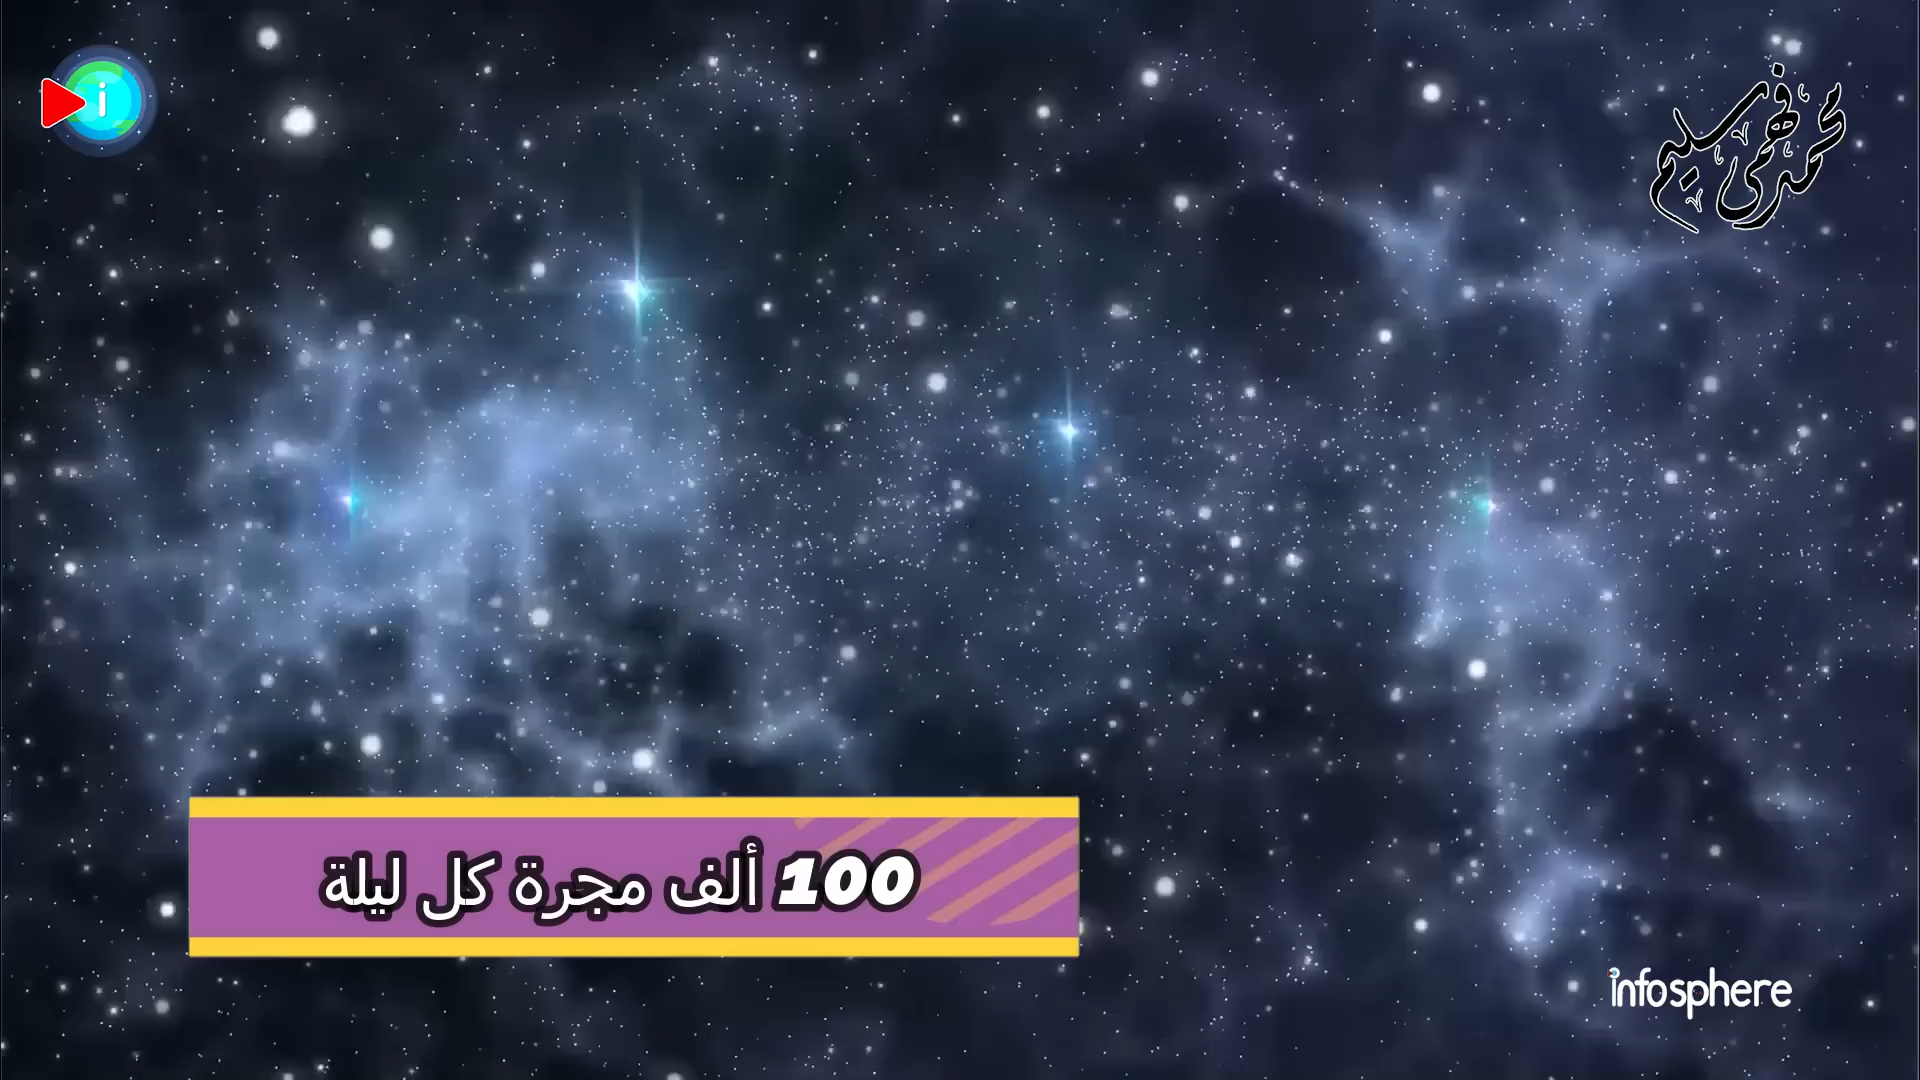 i
محمد فهمي سليم
100 ألف مجرة كل ليلة
infosphere